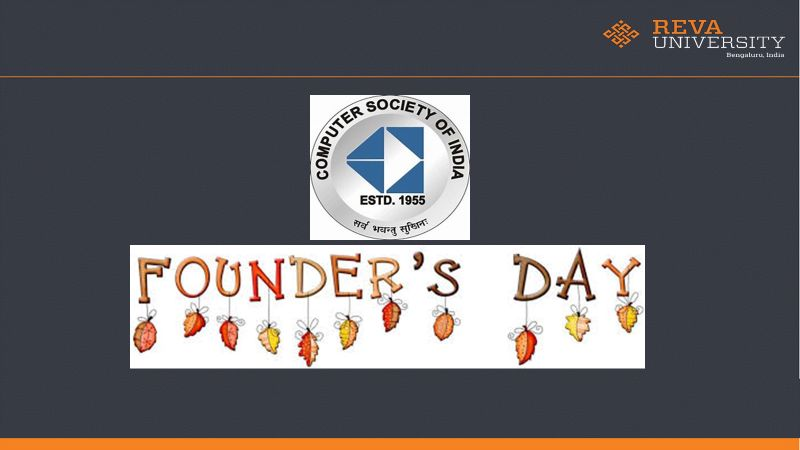 REVA
UNIVERSITY
Bengaluru, India
COMPUTER SOCIETY OF INDIA
ESTD. 1955
सर्वे भवन्तु सुखिनः
FOUNDER'S DAY